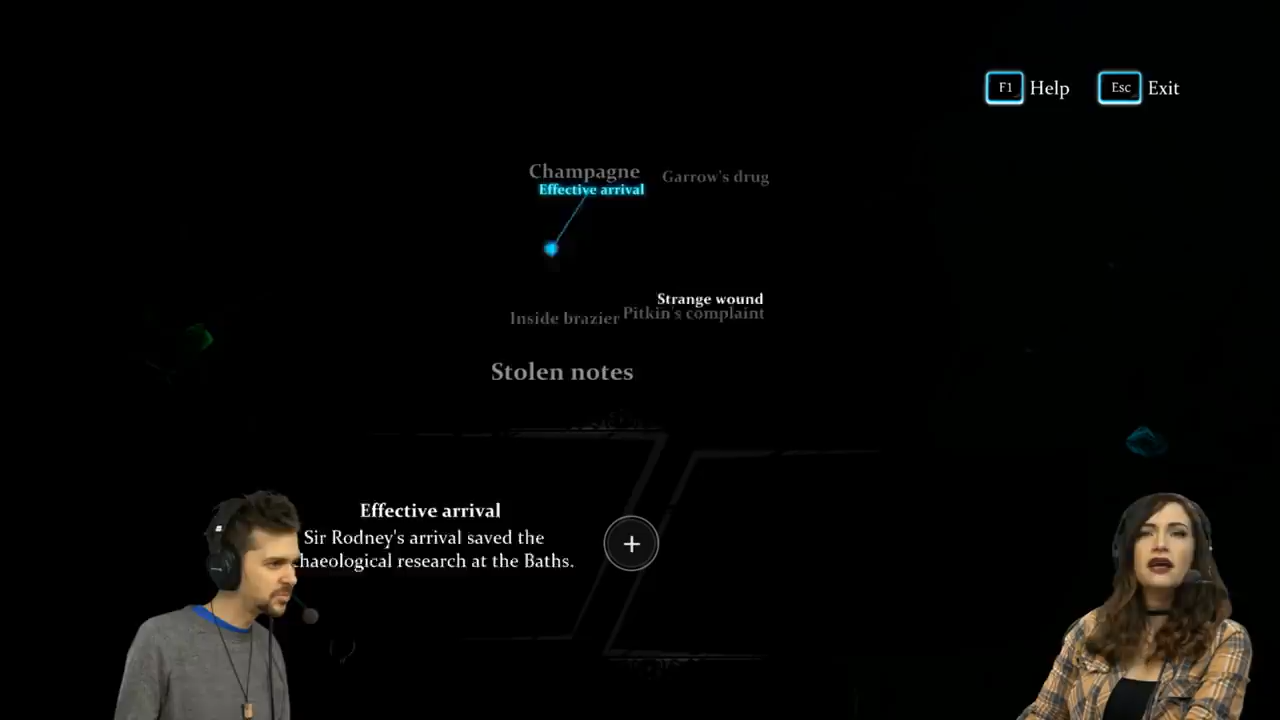 F1 Help Esc Exit
Champagne
Garrow's drug
Effective arrival
Strange wound
Inside brazier
Pitkin's complaint
Stolen notes
Effective arrival
Sir Rodney's arrival saved the
haeological research at the Baths.